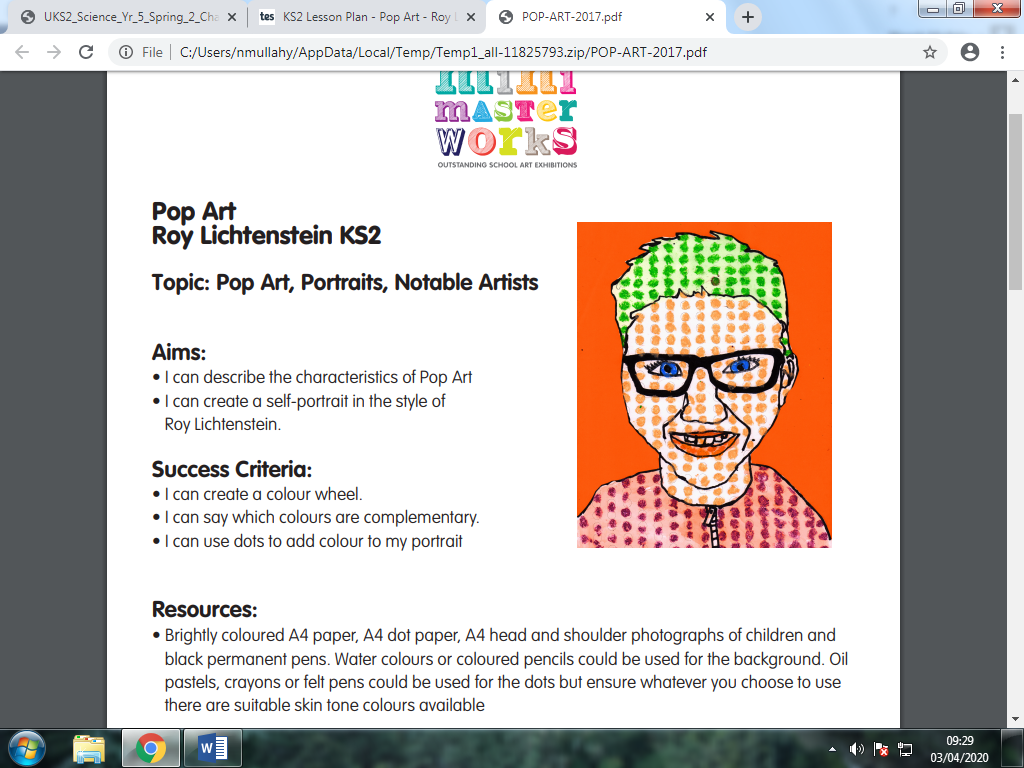 UKS2_Science_Yr_5_Spring_2_Cha
tes KS2 Lesson Plan - Pop Art - Roy L
POP-ART-2017.pdf
File | C:/Users/nmullahy/AppData/Local/Temp/Temp1_all-11825793.zip/POP-ART-2017.pdf
mini
master
works
OUTSTANDING SCHOOL ART EXHIBITIONS
Pop Art
Roy Lichtenstein KS2
Topic: Pop Art, Portraits, Notable Artists
Aims:
• I can describe the characteristics of Pop Art
• I can create a self-portrait in the style of
Roy Lichtenstein.
Success Criteria:
• I can create a colour wheel.
• I can say which colours are complementary.
• I can use dots to add colour to my portrait
Resources:
• Brightly coloured A4 paper, A4 dot paper, A4 head and shoulder photographs of children and
black permanent pens. Water colours or coloured pencils could be used for the background. Oil
pastels, crayons or felt pens could be used for the dots but ensure whatever you choose to use
there are suitable skin tone colours available
09:29
03/04/2020